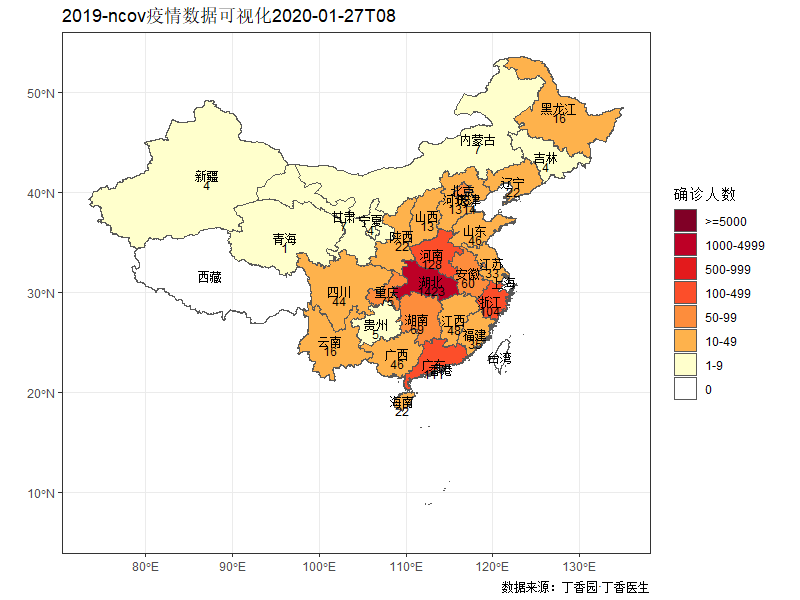 2019-ncov疫情数据可视化2020-01-27T08
50°N
40°N
30°N
20°N
10°N
80°E
90°E
100°E
110°E
120°E
130°E
黑龙江
16
内蒙古
7
吉林
4
新疆
4
辽宁
22
北京
甘肃
宁夏
山西
13
青海
1
陕西
22
山东
46
河南
128
江苏
33
安徽
60
西藏
四川
44
重庆
湖北
1423
上海
浙江
104
湖南
69
江西
48
贵州
5
福建
35
云南
16
广西
46
广东
台湾
海南
22
确诊人数
>=5000
1000-4999
500-999
100-499
50-99
10-49
1-9
0
数据来源：丁香园·丁香医生